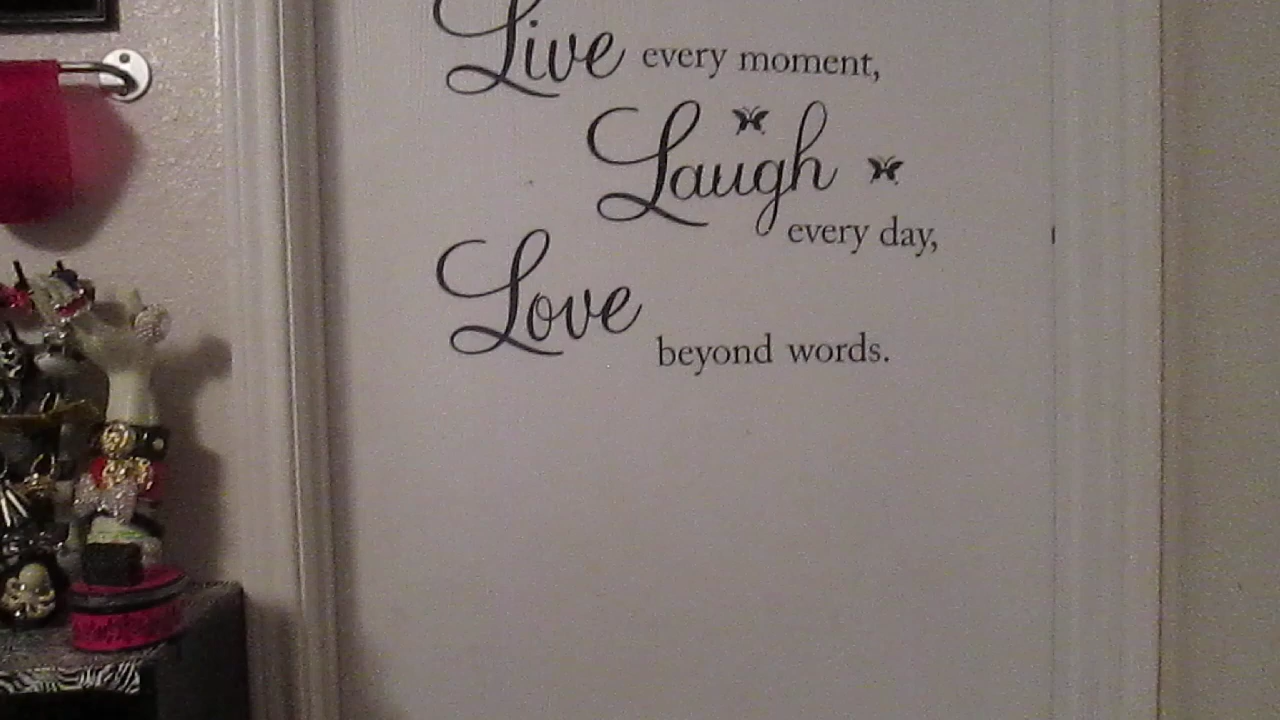 Live every moment,
Laugh
every day,
Love
beyond words.